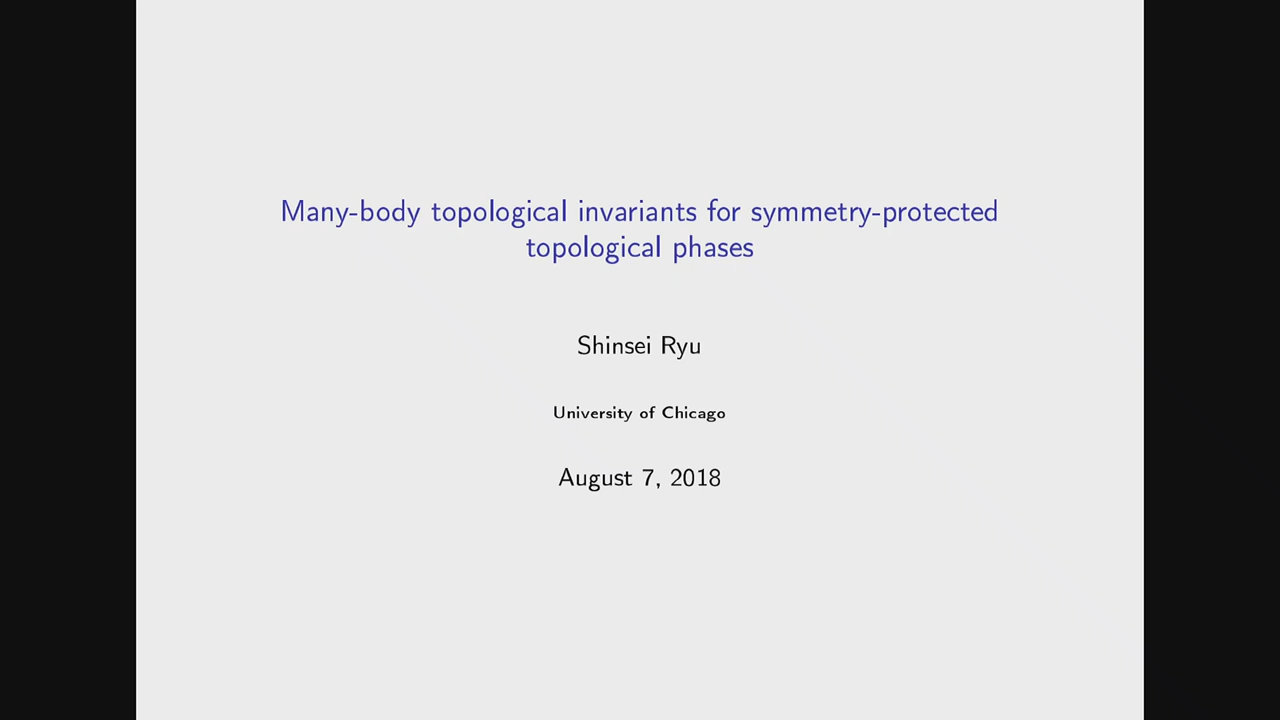 Many-body topological invariants for symmetry-protected
topological phases
Shinsei Ryu
University of Chicago
August 7, 2018